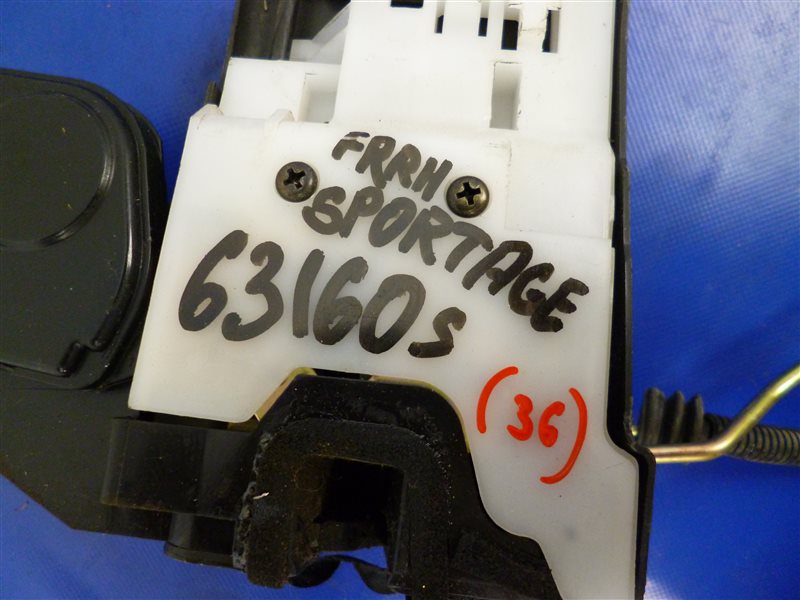 FRRH
SPORTAGE
63160s
(36)